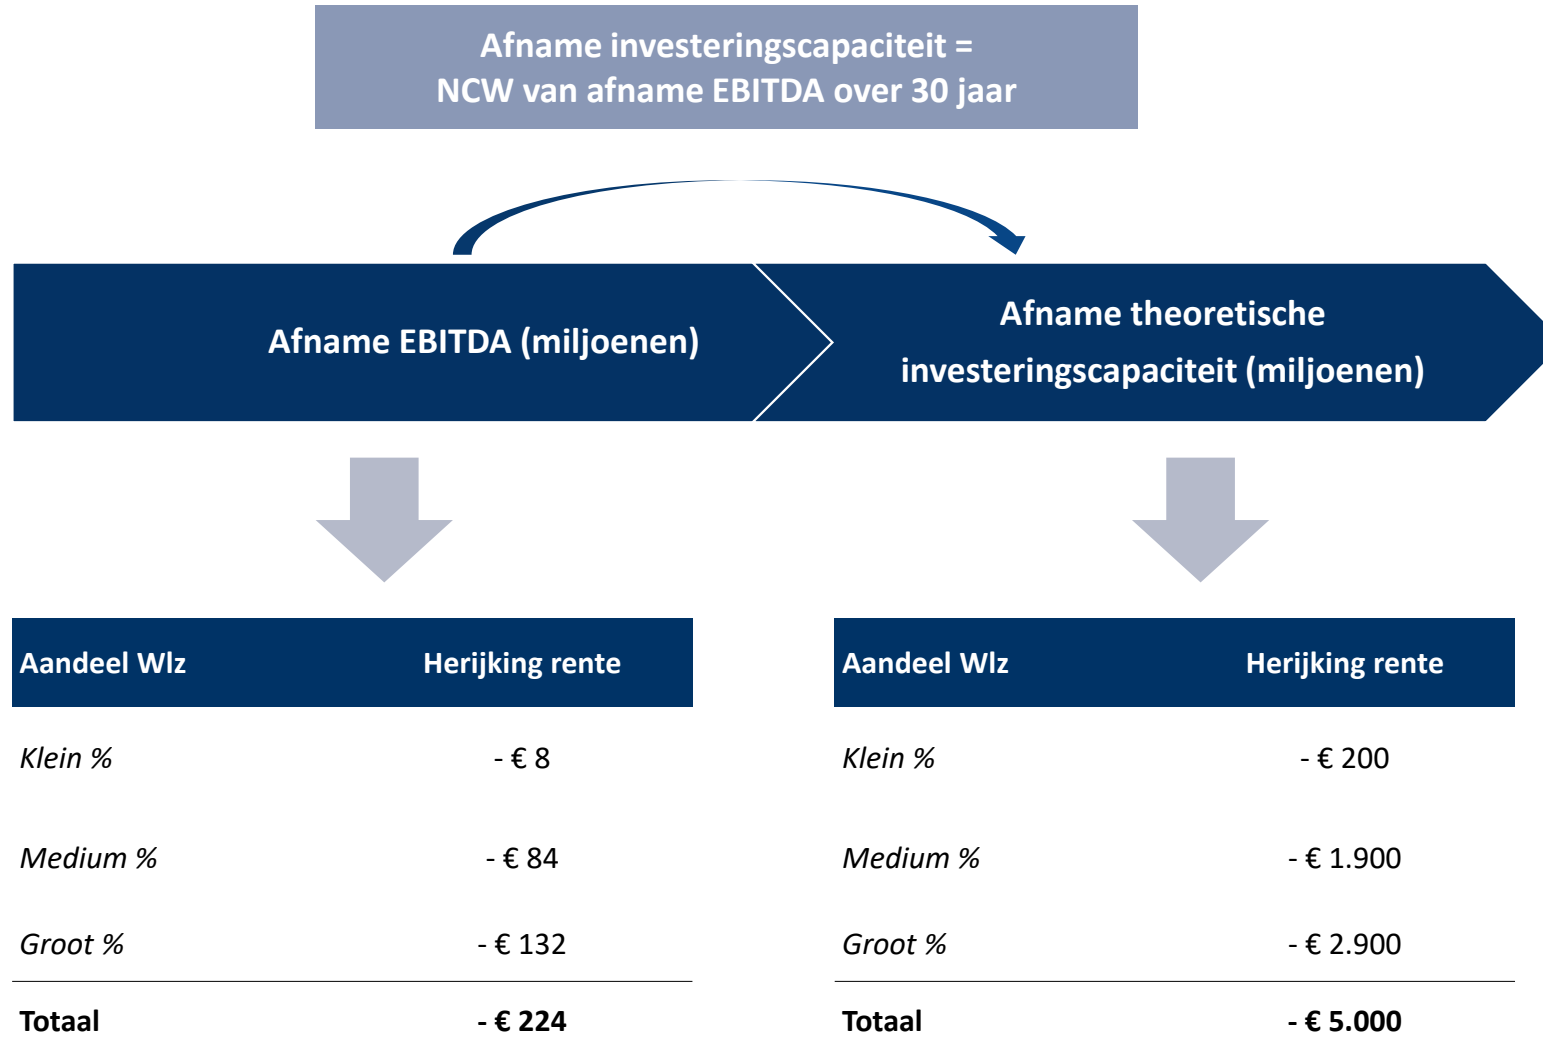 Afname investeringscapaciteit =
NCW van afname EBITDA over 30 jaar
Afname EBITDA (miljoenen)
Afname theoretische
investeringscapaciteit (miljoenen)
Aandeel Wlz Herijking rente
Klein % - € 8
Medium % - € 84
Groot % - € 132
Totaal - € 224
Aandeel Wlz Herijking rente
Klein % - € 200
Medium % - € 1.900
Groot % - € 2.900
Totaal - € 5.000